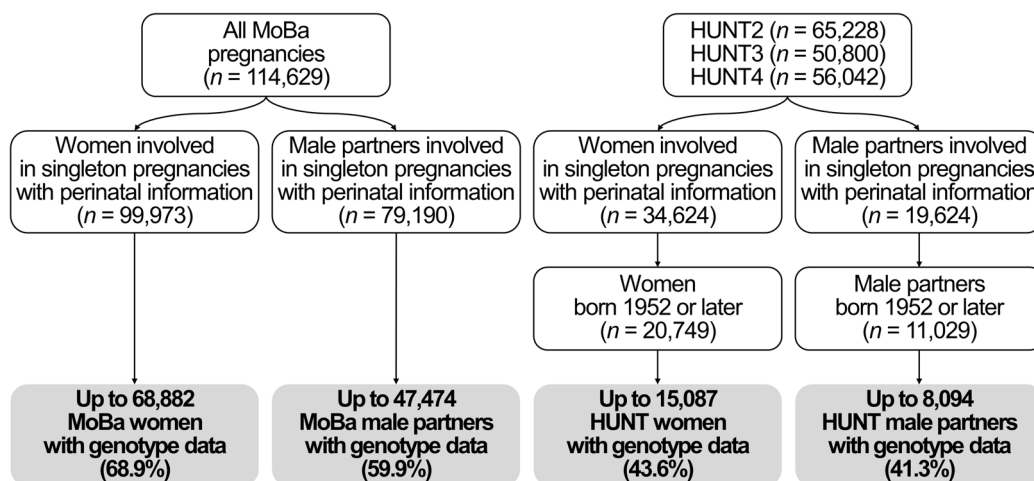 All MoBa
pregnancies
(n = 114,629)
HUNT2 (n = 65,228)
HUNT3 (n = 50,800)
HUNT4 (n = 56,042)
Women involved
in singleton pregnancies
with perinatal information
(n = 99,973)
Male partners involved
in singleton pregnancies
with perinatal information
(n = 79,190)
Women involved
in singleton pregnancies
with perinatal information
(n = 34,624)
Male partners involved
in singleton pregnancies
with perinatal information
(n = 19,624)
Women
born 1952 or later
(n = 20,749)
Male partners
born 1952 or later
(n = 11,029)
Up to 68,882
MoBa women
with genotype data
(68.9%)
Up to 47,474
MoBa male partners
with genotype data
(59.9%)
Up to 15,087
HUNT women
with genotype data
(43.6%)
Up to 8,094
HUNT male partners
with genotype data
(41.3%)